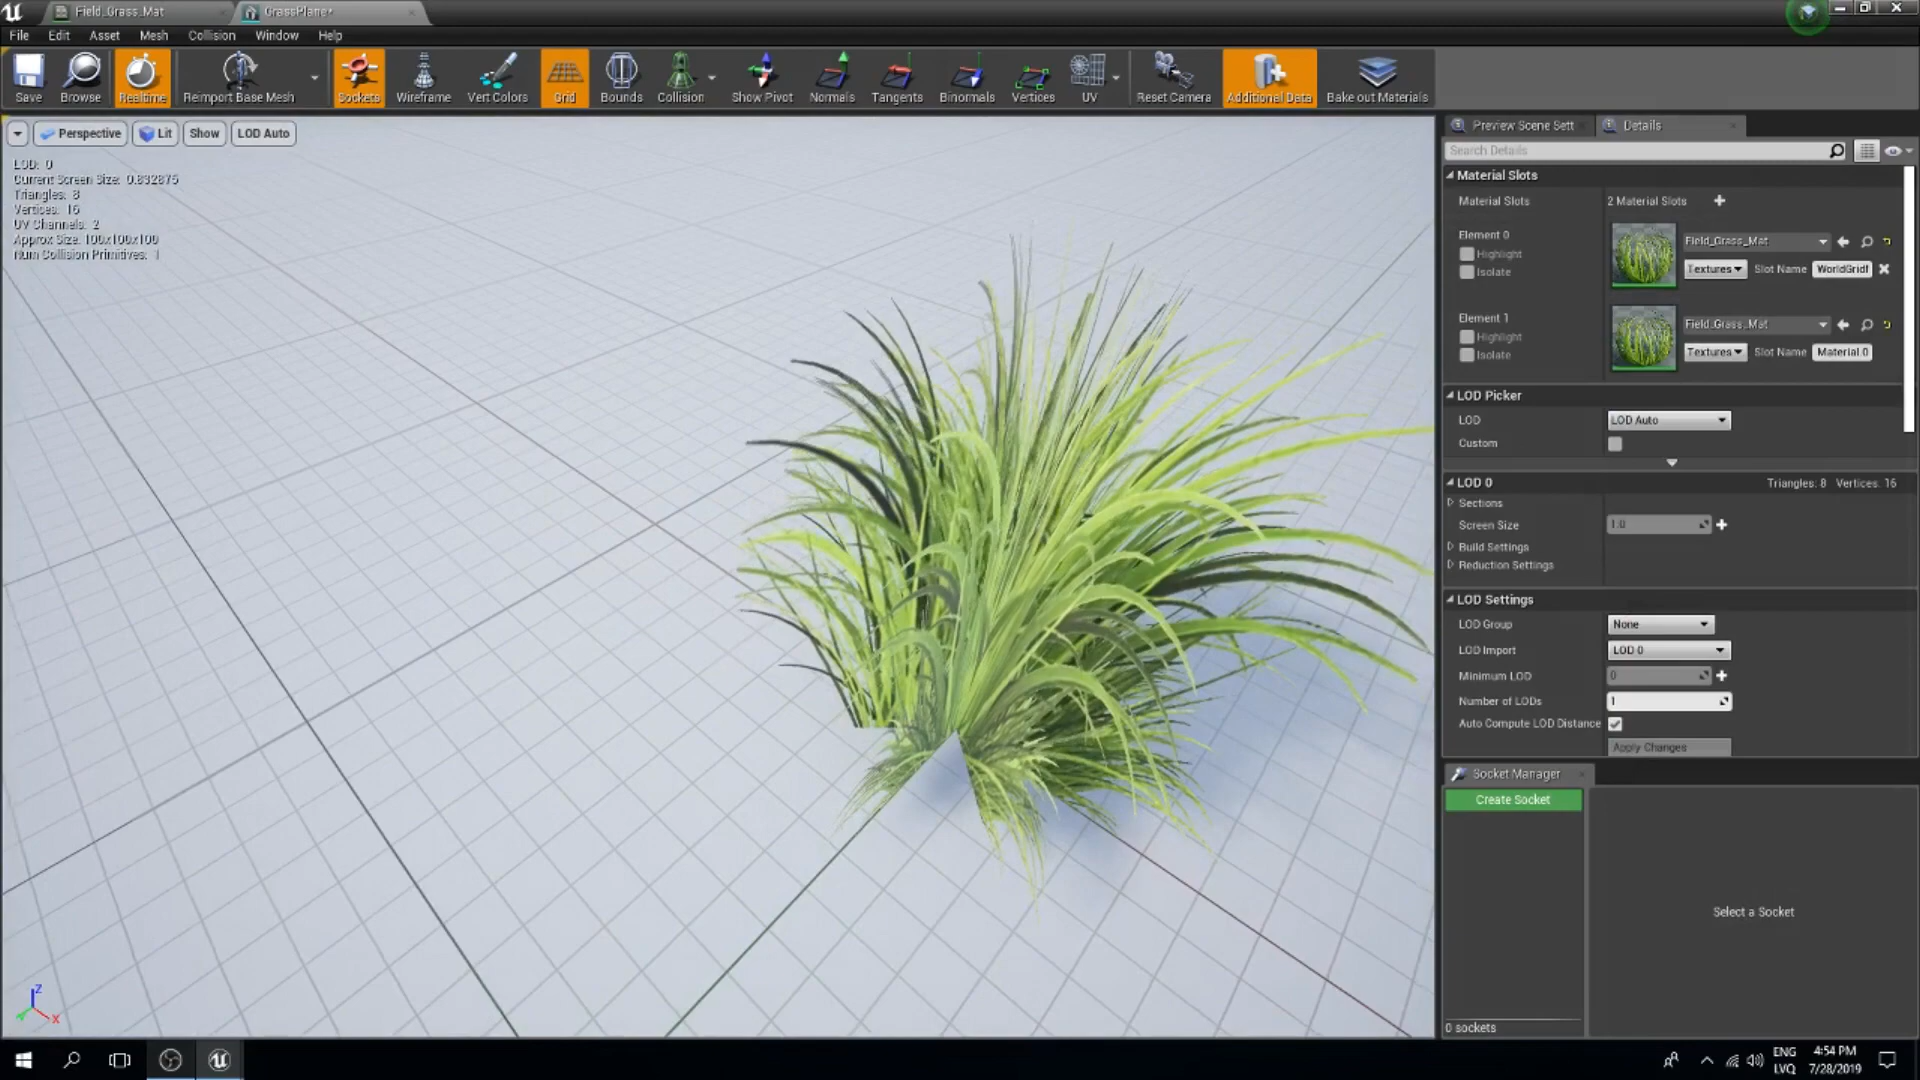 Field_Grass_Mat
GrassPlane*
File Edit Asset Mesh Collision Window Help
Save Browse Realtime Reimport Base Mesh Sockets Wireframe Vert Colors Grid Bounds Collision Show Pivot Normals Tangents Binormals Vertices UV Reset Camera Additional Data Bake out Materials
Perspective Lit Show LOD Auto
LOD: 0
Current Screen Size: 0.832875
Triangles: 8
Vertices: 16
UV Channels: 2
Approx Size: 100x100x100
Num Collision Primitives: 1
Z
X
Preview Scene Sett Details
Search Details
Material Slots
Material Slots 2 Material Slots
Element 0
Highlight
Isolate
Field_Grass_Mat
Textures Slot Name WorldGridI
Element 1
Highlight
Isolate
Field_Grass_Mat
Textures Slot Name Material.0
LOD Picker
LOD LOD Auto
Custom
LOD 0 Triangles: 8 Vertices: 16
Sections
Screen Size 1.0
Build Settings
Reduction Settings
LOD Settings
LOD Group None
LOD Import LOD 0
Minimum LOD 0
Number of LODs 1
Auto Compute LOD Distance
Apply Changes
Socket Manager
Create Socket
Select a Socket
0 sockets
ENG
LVQ
4:54 PM
7/28/2019